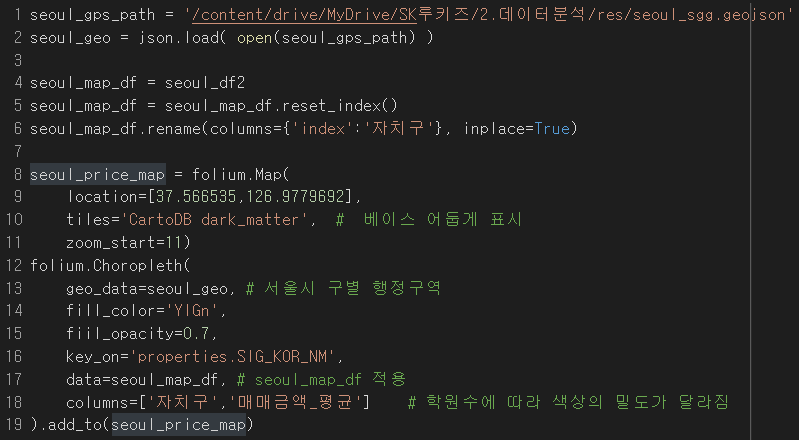 1 seoul_gps_path = '/content/drive/MyDrive/SK루키즈/2.데이터분석/res/seoul_sgg.geojson'
2 seoul_geo = json.load( open(seoul_gps_path) )
3
4 seoul_map_df = seoul_df2
5 seoul_map_df = seoul_map_df.reset_index()
6 seoul_map_df.rename(columns={'index':'자치구'}, inplace=True)
7
8 seoul_price_map = folium.Map(
9     location=[37.566535,126.9779692],
10     tiles='CartoDB dark_matter',  #  베이스 어둡게 표시
11     zoom_start=11)
12 folium.Choropleth(
13     geo_data=seoul_geo, # 서울시 구별 행정구역
14     fill_color='YlGn',
15     fiil_opacity=0.7,
16     key_on='properties.SIG_KOR_NM',
17     data=seoul_map_df, # seoul_map_df 적용
18     columns=['자치구','매매금액_평균']    # 학원수에 따라 색상의 밀도가 달라짐
19 ).add_to(seoul_price_map)